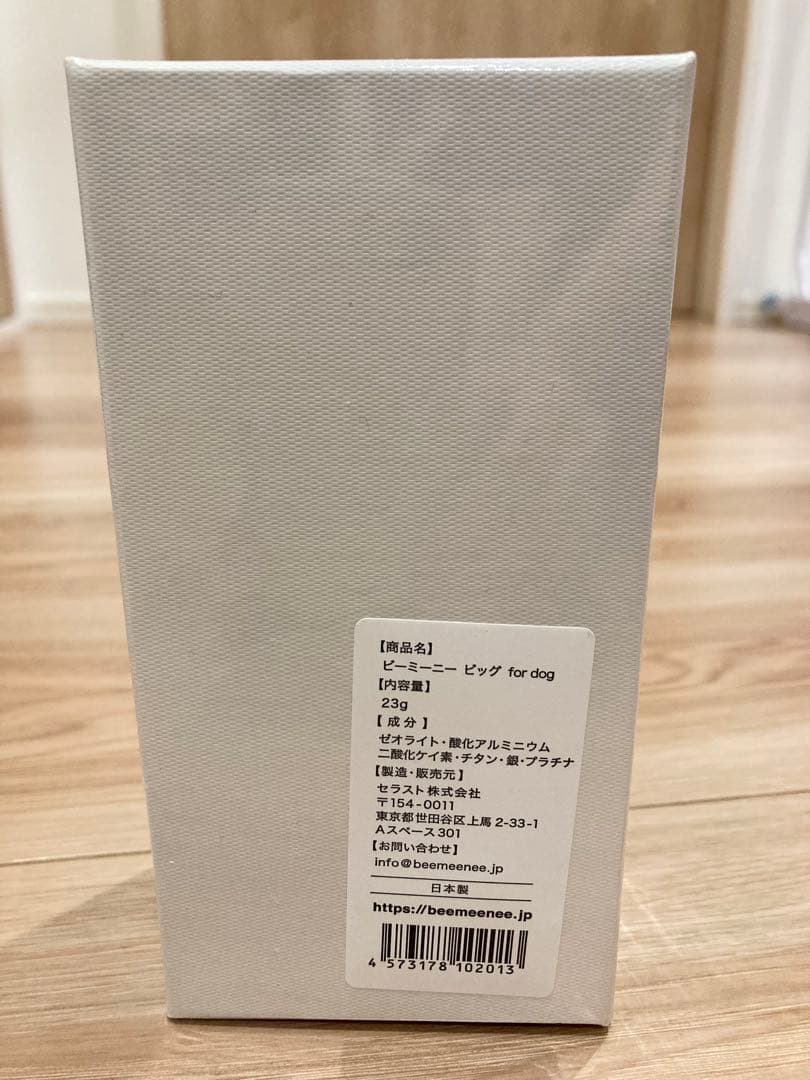 【商品名】
ビーミーニー ビッグ for dog
【内容量】
23g
【成分】
ゼオライト・酸化アルミニウム
二酸化ケイ素・チタン・銀・プラチナ
【製造・販売元】
セラスト株式会社
〒154-0011
東京都世田谷区上馬2-33-1
Aスペース301
【お問い合わせ】
info@beemeenee.jp
日本製
https://beemeenee.jp
4 573178 102013